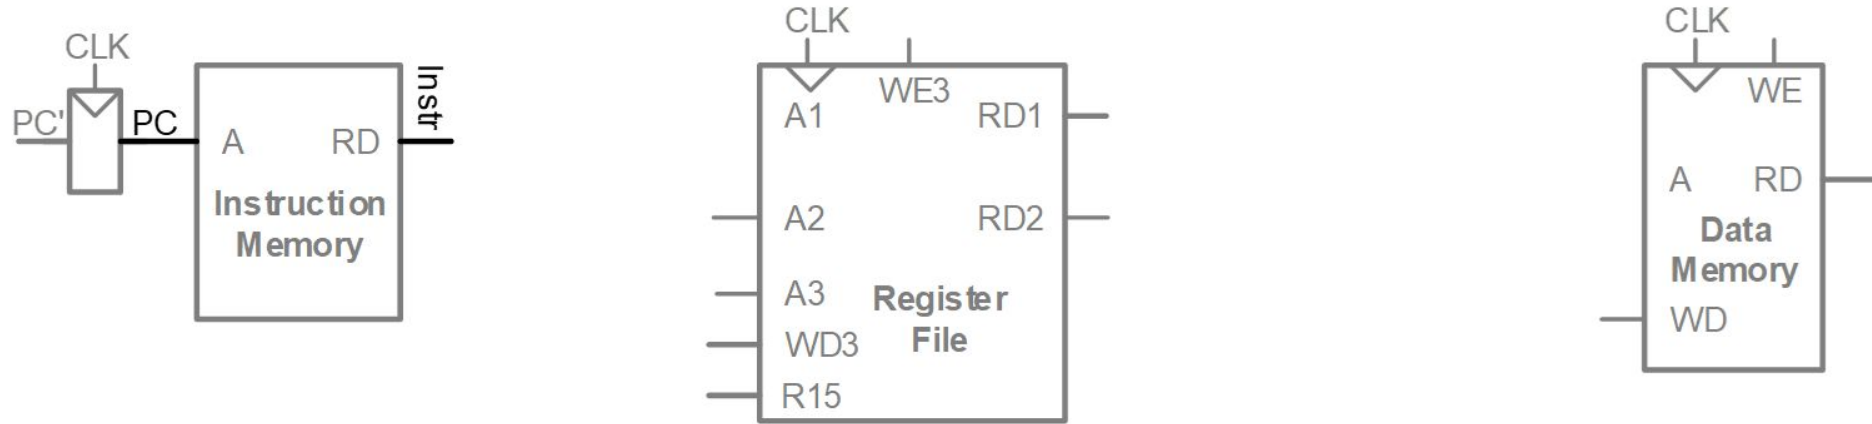 CLK
PC'
PC
A
RD
Instruction
Memory
Instr
CLK
WE3
A1
RD1
A2
RD2
A3
WD3
R15
Register
File
CLK
WE
A
RD
Data
Memory
WD